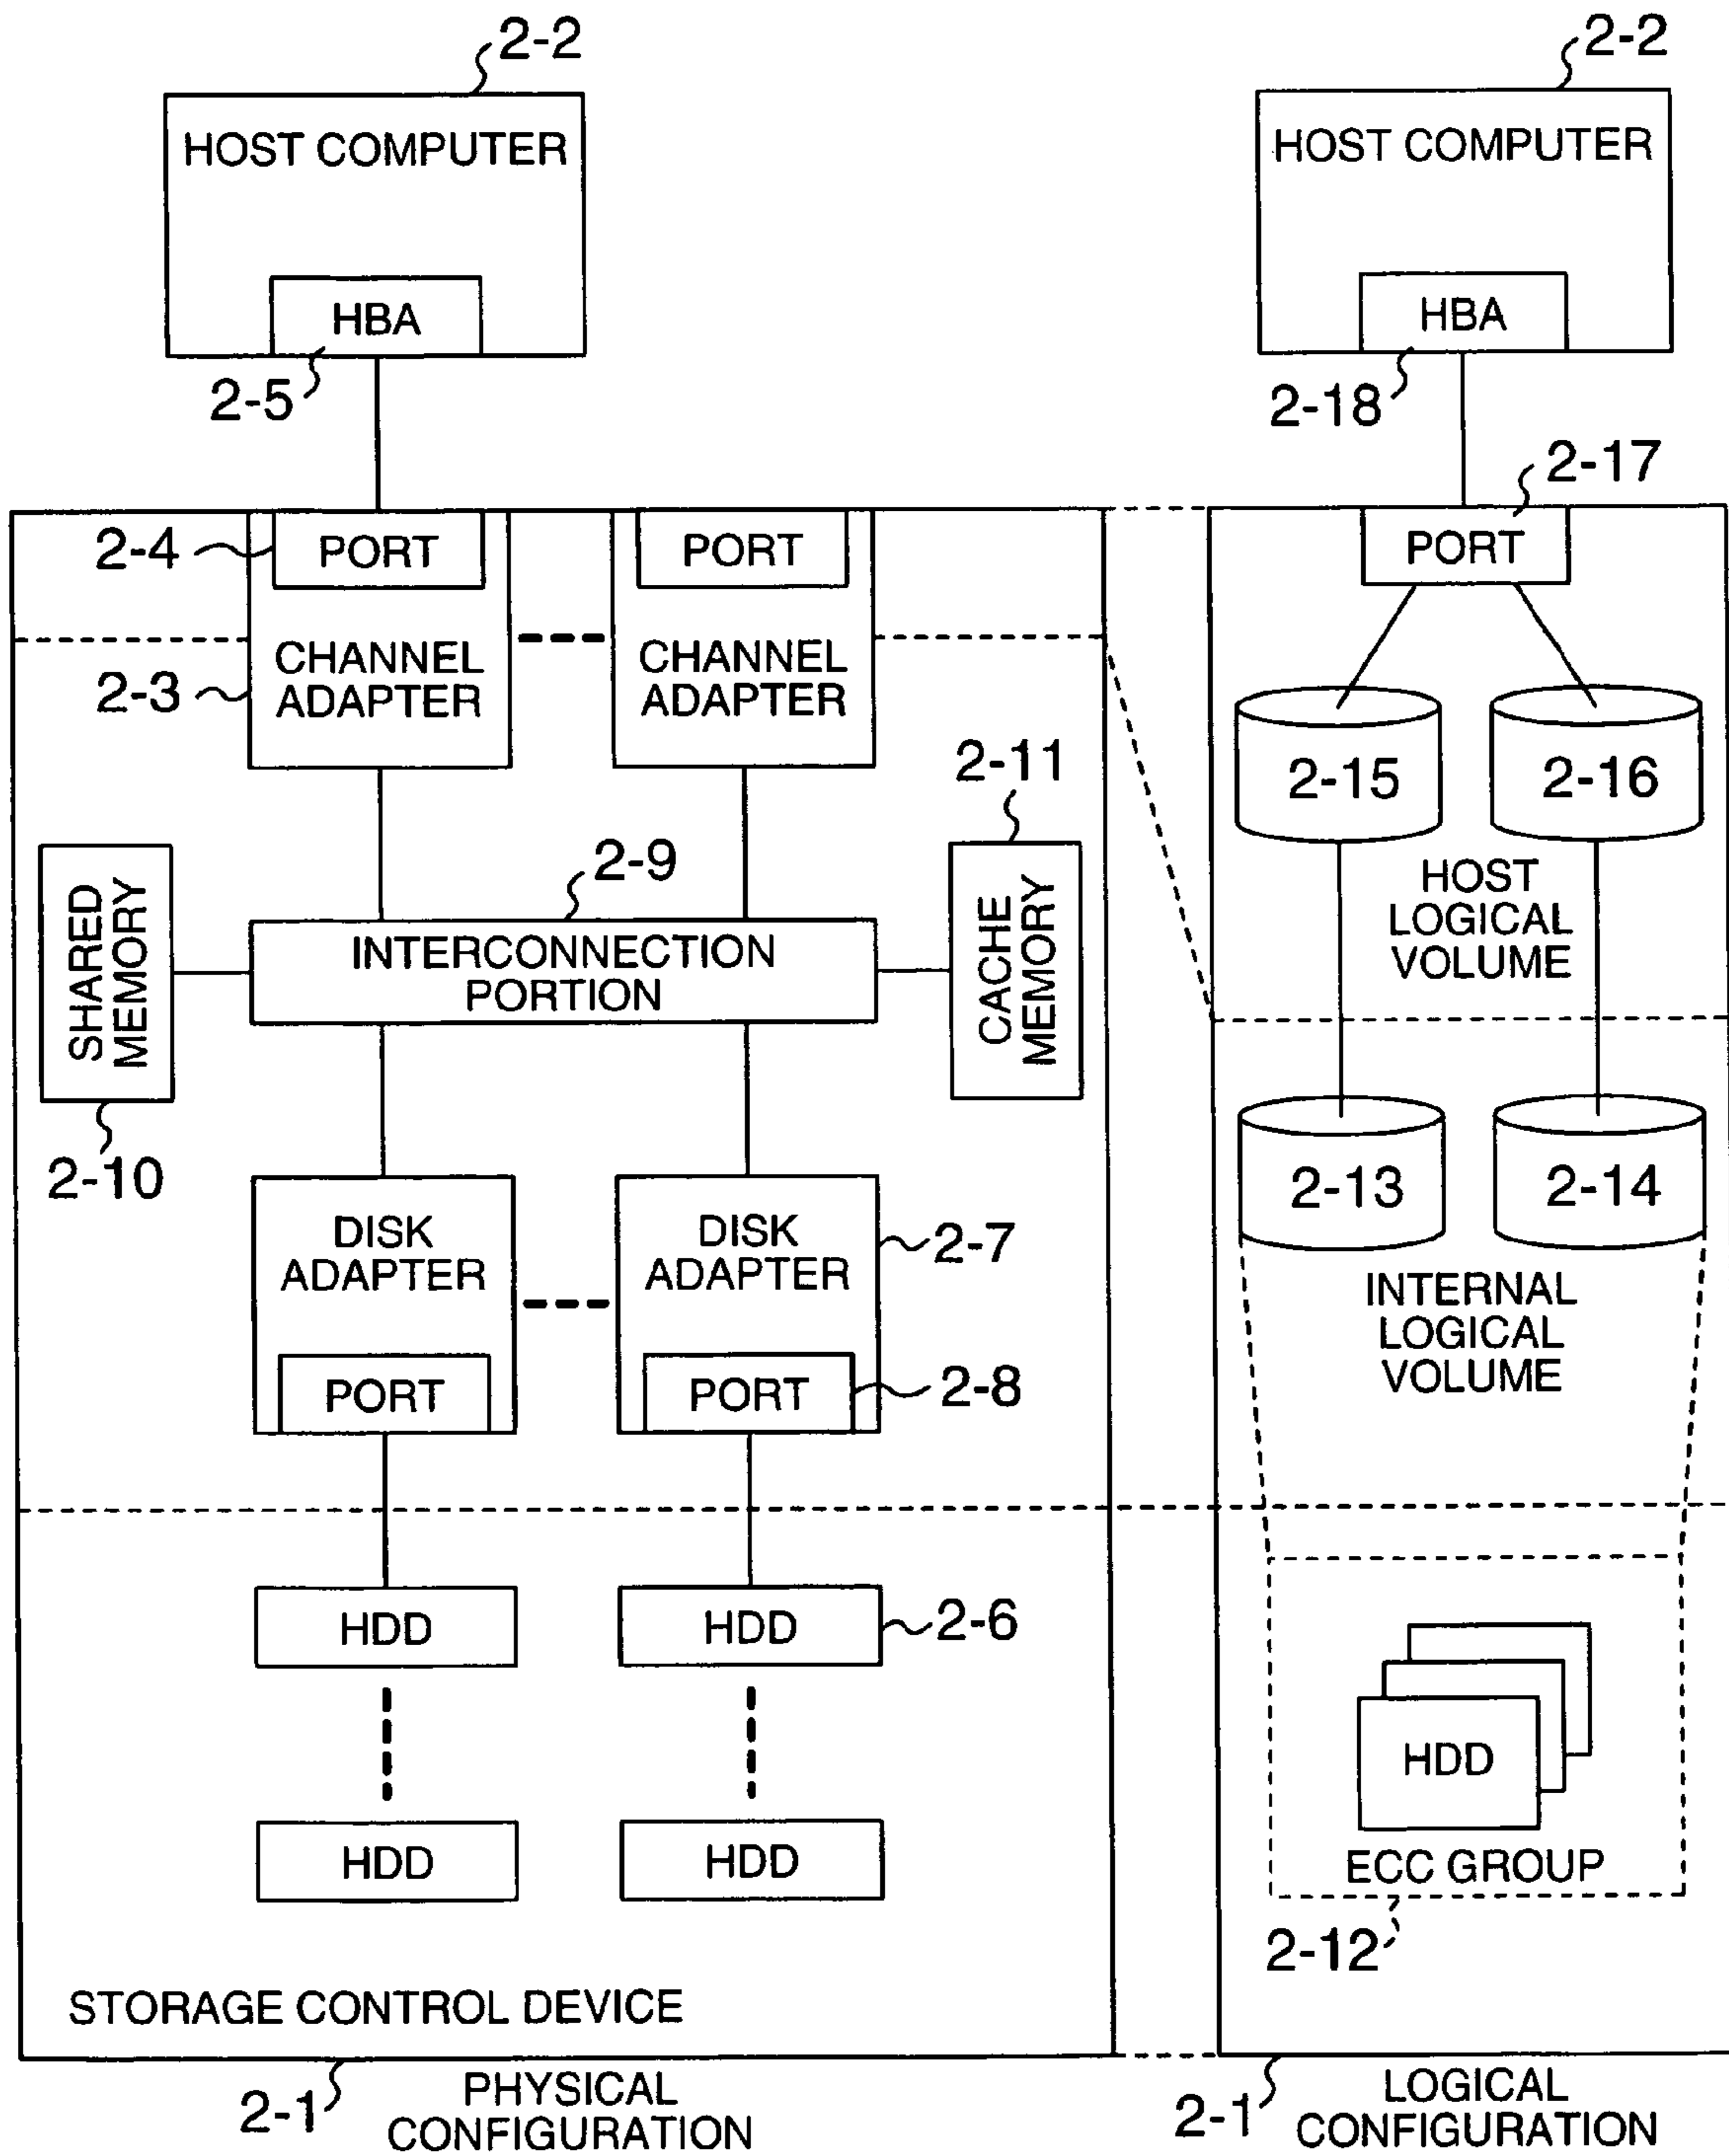 2-2
2-2
HOST COMPUTER
HOST COMPUTER
HBA
HBA
2-5
2-18
2-17
2-4
PORT
PORT
PORT
2-3
CHANNEL
ADAPTER
CHANNEL
ADAPTER
2-15
2-16
2-11
2-9
HOST
LOGICAL
VOLUME
SHARED
MEMORY
INTERCONNECTION
PORTION
CACHE
MEMORY
2-10
2-13
2-14
DISK
ADAPTER
DISK
ADAPTER
2-7
INTERNAL
LOGICAL
VOLUME
PORT
PORT
2-8
HDD
HDD
2-6
HDD
HDD
HDD
ECC GROUP
2-12
STORAGE CONTROL DEVICE
2-1
PHYSICAL
CONFIGURATION
2-1
LOGICAL
CONFIGURATION